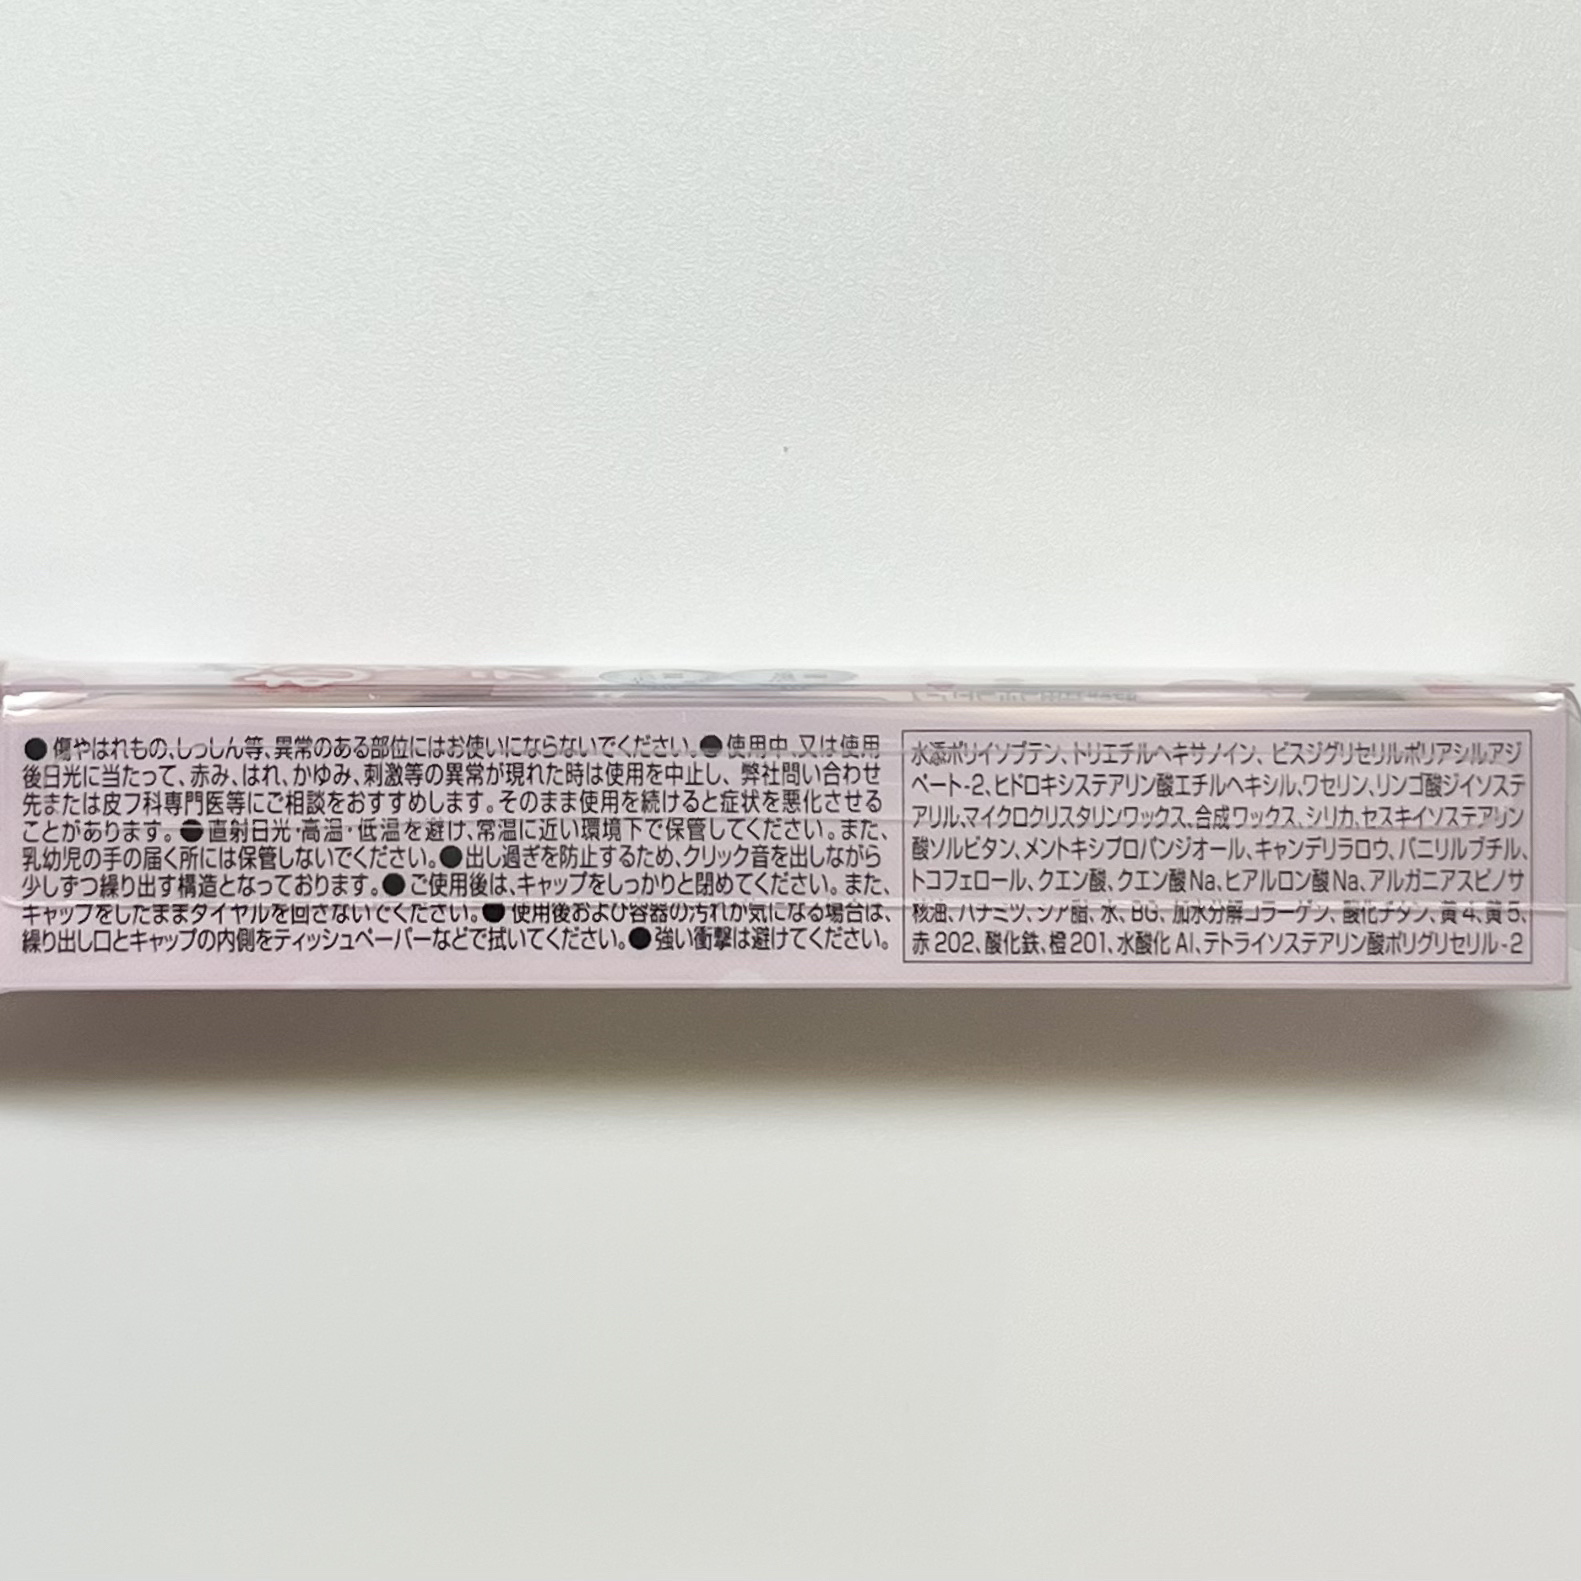 ●傷やはれもの、しっしん等、異常のある部位にはお使いにならないでください。●使用中、又は使用
後日光に当たって、赤み、はれ、かゆみ、刺激等の異常が現れた時は使用を中止し、弊社問い合わせ
先または皮フ科専門医等にご相談をおすすめします。そのまま使用を続けると症状を悪化させる
ことがあります。●直射日光・高温・低温を避け、常温に近い環境下で保管してください。また、
乳幼児の手の届く所には保管しないでください。●出し過ぎを防止するため、クリック音を出しながら
少しずつ繰り出す構造となっております。●ご使用後は、キャップをしっかりと閉めてください。また、
キャップをしたままダイヤルを回さないでください。●使用後および容器の汚れが気になる場合は、
繰り出し口とキャップの内側をティッシュペーパーなどで拭いてください。●強い衝撃は避けてください。
水添ポリイソブテン、トリエチルヘキサノイン、ビスジグリセリルポリアシルアジ
ペート-2、ヒドロキシステアリン酸エチルヘキシル、ワセリン、リンゴ酸ジイソステ
アリル、マイクロクリスタリンワックス、合成ワックス、シリカ、セスキイソステアリン
酸ソルビタン、メントキシプロパンジオール、キャンデリラロウ、バニリルブチル、
トコフェロール、クエン酸、クエン酸Na、ヒアルロン酸Na、アルガニアスピノサ
核油、ハチミツ、シア脂、水、BG、加水分解コラーゲン、酸化チタン、黄4、黄5、
赤202、酸化鉄、橙201、水酸化Al、テトライソステアリン酸ポリグリセリル-2